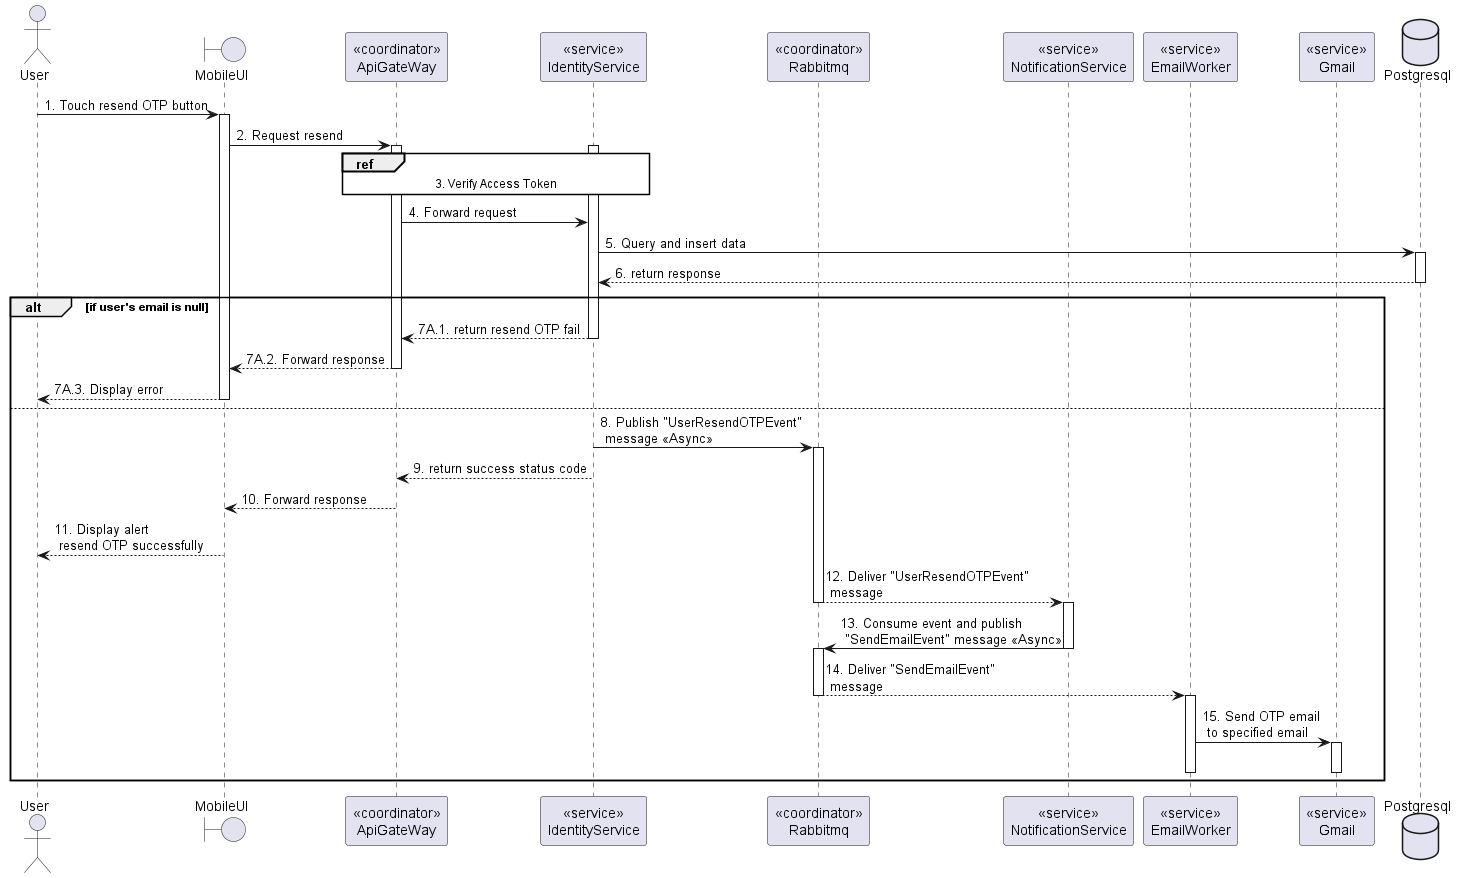 User
MobileUI
«coordinator»
ApiGateWay
«service»
IdentityService
«coordinator»
Rabbitmq
«service»
NotificationService
«service»
EmailWorker
«service»
Gmail
Postgresql
1. Touch resend OTP button
2. Request resend
ref
3. Verify Access Token
4. Forward request
5. Query and insert data
6. return response
alt
[if user's email is null]
7A.1. return resend OTP fail
7A.2. Forward response
7A.3. Display error
8. Publish "UserResendOTPEvent"
message «Async»
9. return success status code
10. Forward response
11. Display alert
resend OTP successfully
12. Deliver "UserResendOTPEvent"
message
13. Consume event and publish
"SendEmailEvent" message «Async»
14. Deliver "SendEmailEvent"
message
15. Send OTP email
to specified email
User
MobileUI
«coordinator»
ApiGateWay
«service»
IdentityService
«coordinator»
Rabbitmq
«service»
NotificationService
«service»
EmailWorker
«service»
Gmail
Postgresql